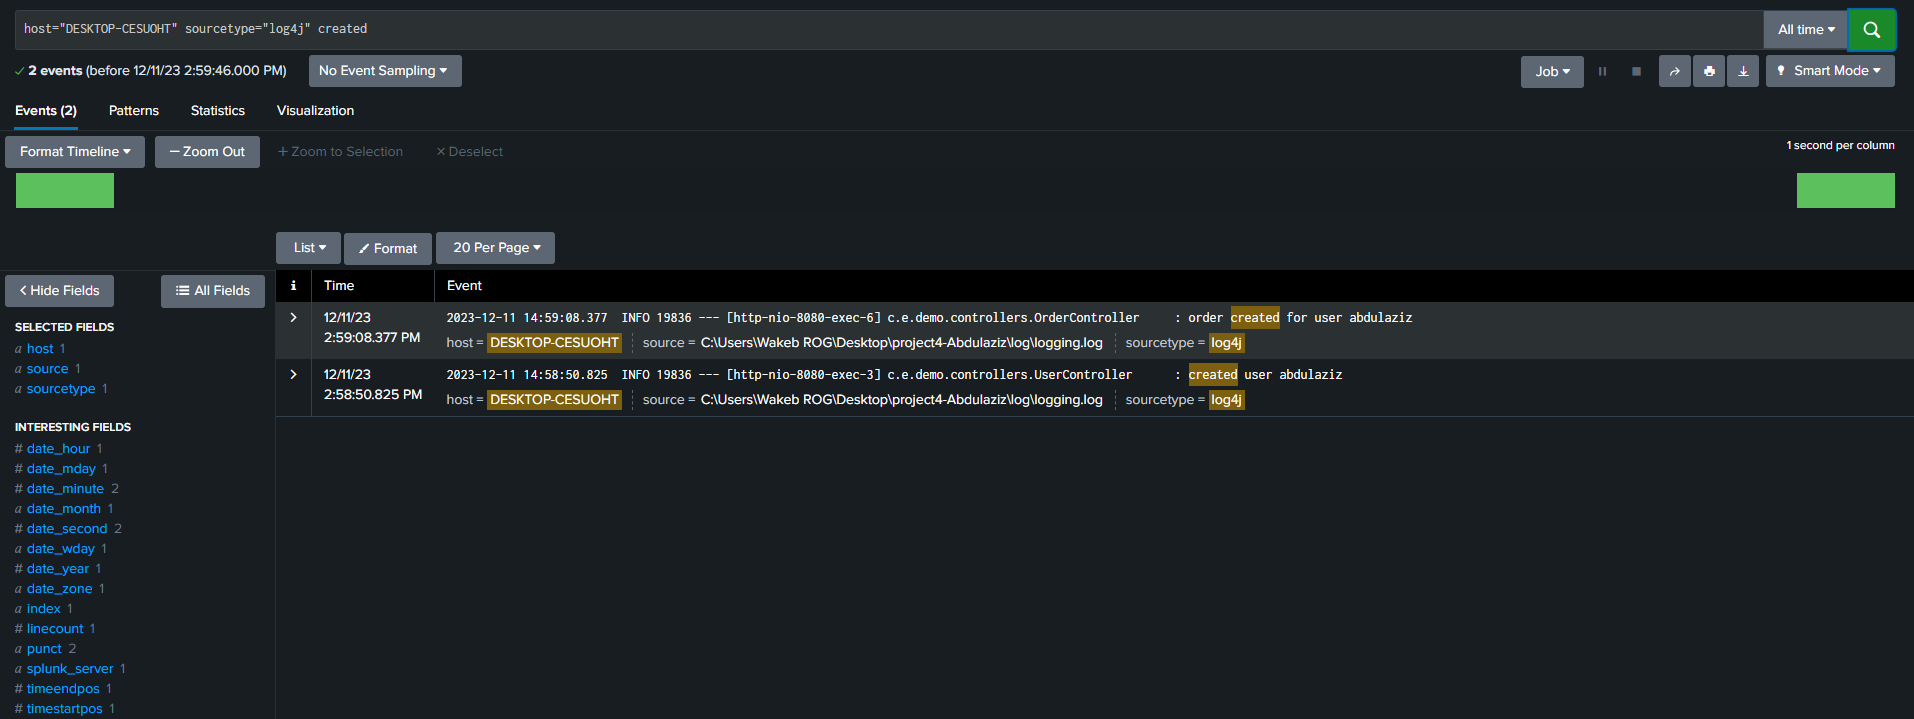 host="DESKTOP-CESUOHT" sourcetype="log4j" created
All time
2 events (before 12/11/23 2:59:46.000 PM)
No Event Sampling
Job
Smart Mode
Events (2) Patterns Statistics Visualization
Format Timeline
— Zoom Out
+ Zoom to Selection
× Deselect
1 second per column
List
Format
20 Per Page
< Hide Fields
All Fields
i Time Event
SELECTED FIELDS
a host 1
a source 1
a sourcetype 1
INTERESTING FIELDS
# date_hour 1
# date_mday 1
# date_minute 2
a date_month 1
# date_second 2
a date_wday 1
# date_year 1
a date_zone 1
a index 1
# linecount 1
a punct 2
a splunk_server 1
# timeendpos 1
# timestartpos 1
12/11/23
2:59:08.377 PM
2023-12-11 14:59:08.377 INFO 19836 --- [http-nio-8080-exec-6] c.e.demo.controllers.OrderController : order created for user abdulaziz
host = DESKTOP-CESUOHT source = C:\Users\Wakeb ROG\Desktop\project4-Abdulaziz\log\logging.log sourcetype = log4j
12/11/23
2:58:50.825 PM
2023-12-11 14:58:50.825 INFO 19836 --- [http-nio-8080-exec-3] c.e.demo.controllers.UserController : created user abdulaziz
host = DESKTOP-CESUOHT source = C:\Users\Wakeb ROG\Desktop\project4-Abdulaziz\log\logging.log sourcetype = log4j